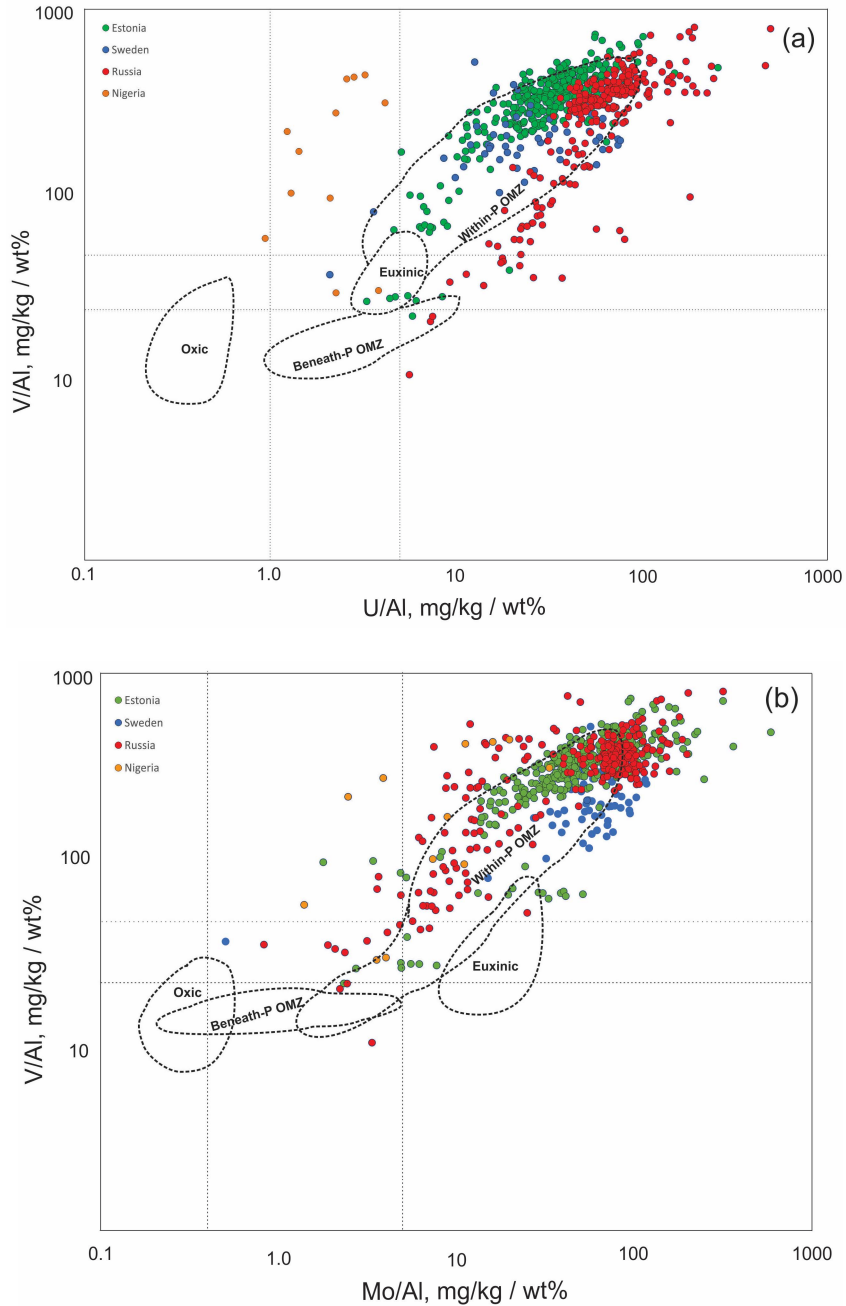 1000
(a)
Estonia
Sweden
Russia
Nigeria
100
Within-P OMZ
Euxinic
Oxic
Beneath-P OMZ
10
V/Al, mg/kg / wt%
0.1
1.0
10
100
1000
U/Al, mg/kg / wt%
1000
(b)
Estonia
Sweden
Russia
Nigeria
100
Within-P OMZ
Euxinic
Oxic
Beneath-P OMZ
10
V/Al, mg/kg / wt%
0.1
1.0
10
100
1000
Mo/Al, mg/kg / wt%